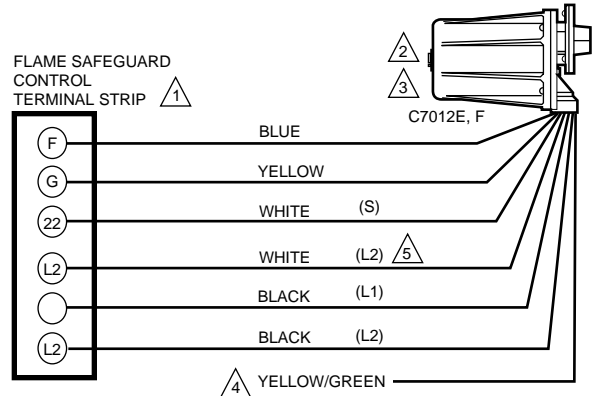 FLAME SAFEGUARD
CONTROL
TERMINAL STRIP 1
2
3
C7012E, F
F BLUE
G YELLOW
22 WHITE (S)
L2 WHITE (L2) 5
BLACK (L1)
L2 BLACK (L2)
4 YELLOW/GREEN